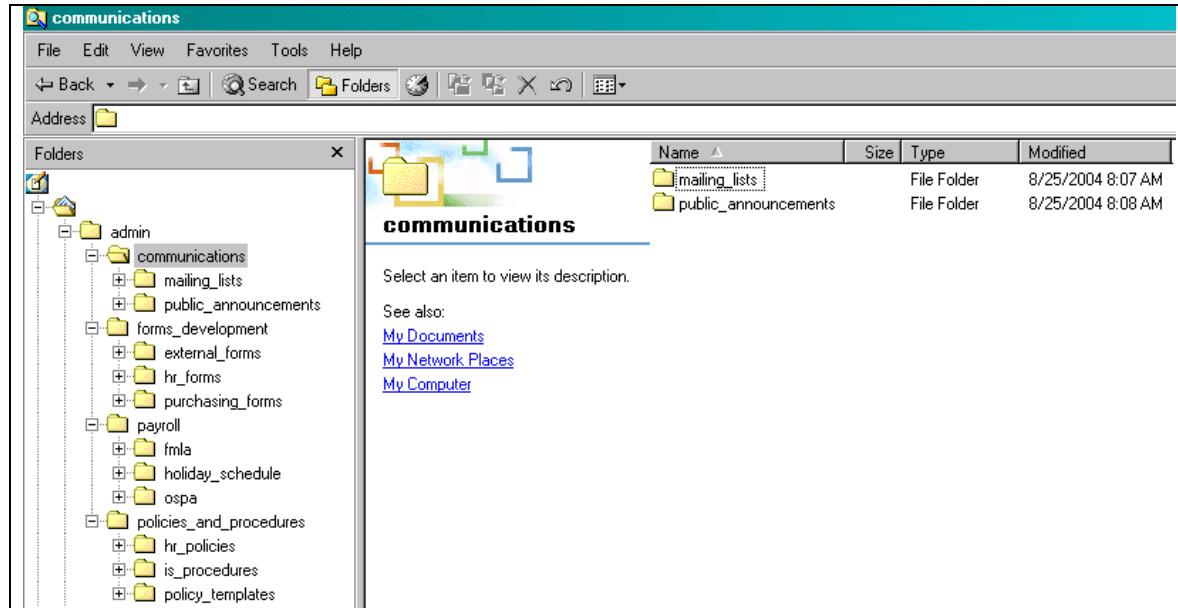 communications
File Edit View Favorites Tools Help
Back Search Folders
Address
Folders
admin
communications
mailing_lists
public_announcements
forms_development
external_forms
hr_forms
purchasing_forms
payroll
fmla
holiday_schedule
ospa
policies_and_procedures
hr_policies
is_procedures
policy_templates
communications
Select an item to view its description.
See also:
My Documents
My Network Places
My Computer
Name Size Type Modified
mailing_lists File Folder 8/25/2004 8:07 AM
public_announcements File Folder 8/25/2004 8:08 AM